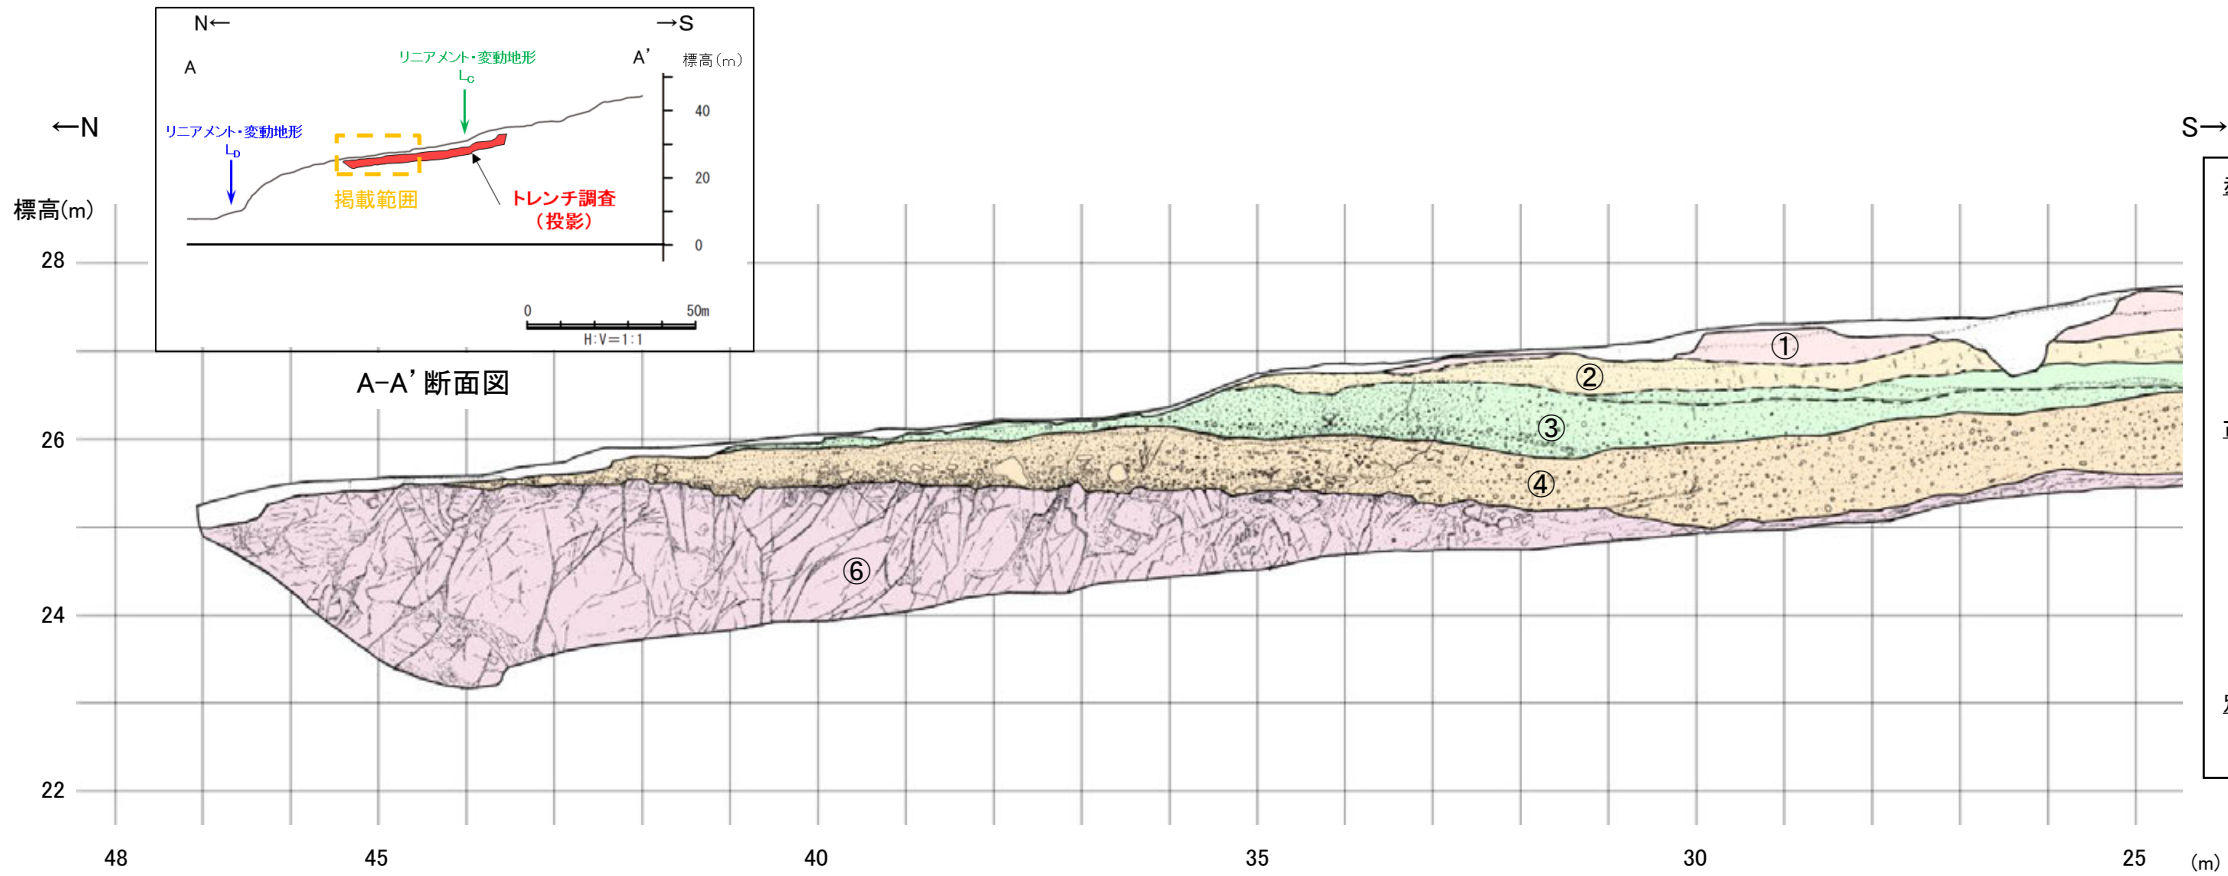 N←
→S
A
A’
標高(m)
リニアメント・変動地形
LC
リニアメント・変動地形
LD
40
20
0
掲載範囲
トレンチ調査
(投影)
0
50m
H:V=1:1
A-A’断面図
←N
S→
標高(m)
28
26
24
22
①
②
③
④
⑥
48
45
40
35
30
25
(m)